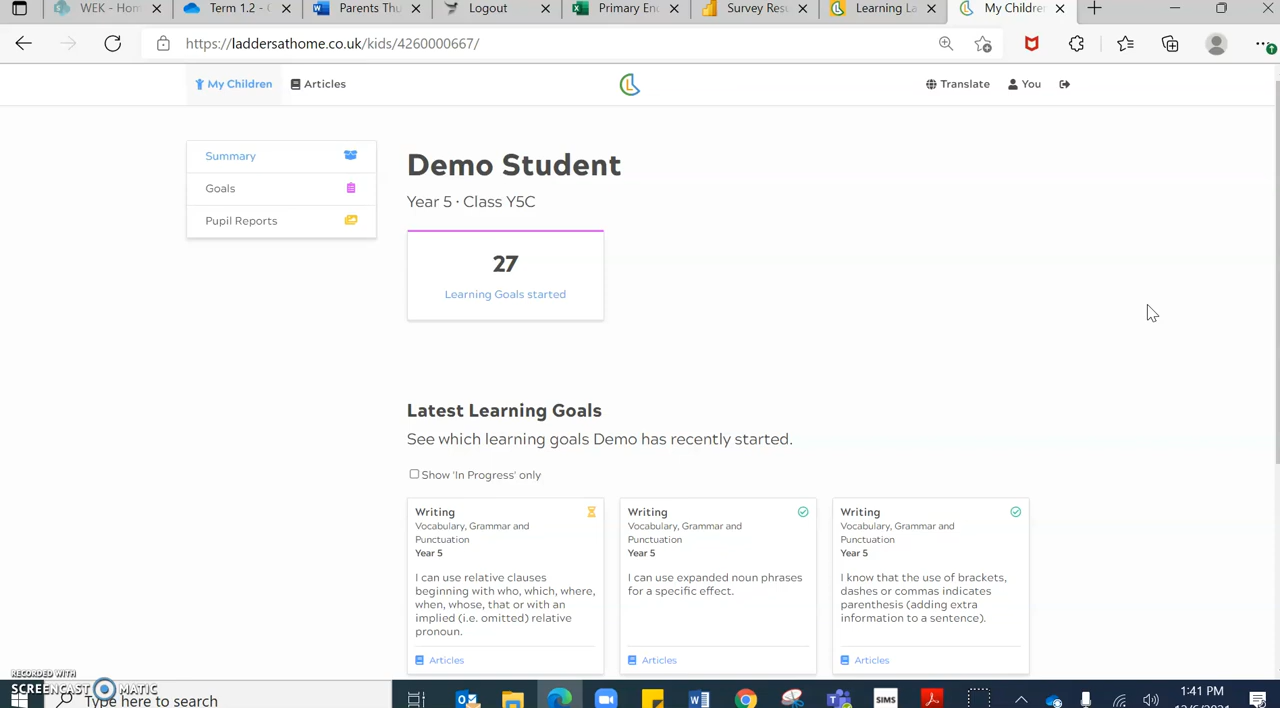 WEK - Hom
Term 1.2 -
Parents Thu
Logout
Primary En
Survey Res
Learning La
My Childre
https://laddersathome.co.uk/kids/4260000667/
My Children
Articles
Translate
You
Summary
Goals
Pupil Reports
Demo Student
Year 5 · Class Y5C
27
Learning Goals started
Latest Learning Goals
See which learning goals Demo has recently started.
Show 'In Progress' only
Writing
Vocabulary, Grammar and
Punctuation
Year 5
I can use relative clauses
beginning with who, which, where,
when, whose, that or with an
implied (i.e. omitted) relative
pronoun.
Articles
Writing
Vocabulary, Grammar and
Punctuation
Year 5
I can use expanded noun phrases
for a specific effect.
Articles
Writing
Vocabulary, Grammar and
Punctuation
Year 5
I know that the use of brackets,
dashes or commas indicates
parenthesis (adding extra
information to a sentence).
Articles
RECORDED WITH
SCREENCAST MATIC
Type here to search
SIMS
1:41 PM